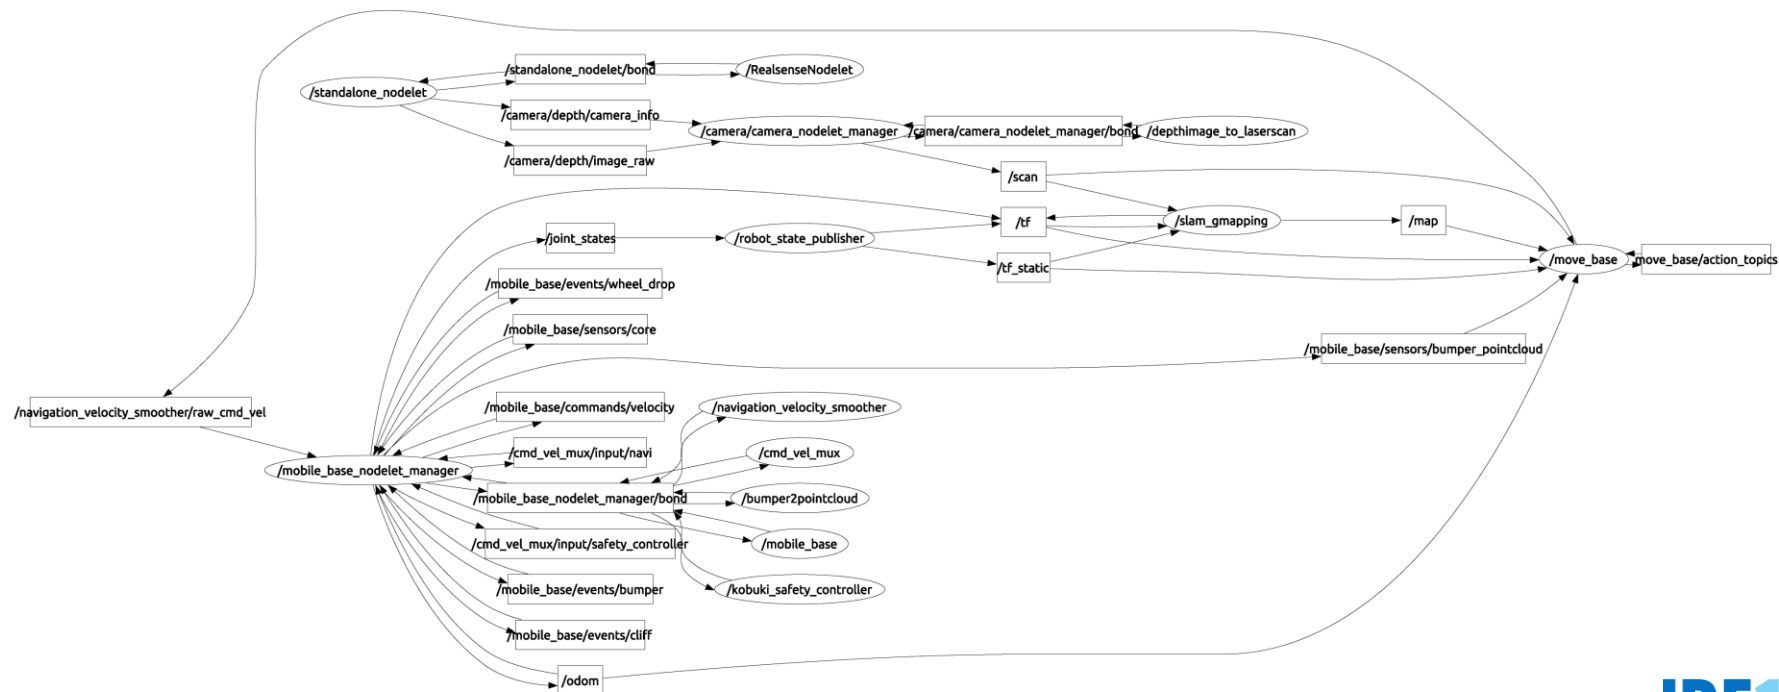 /standalone_nodelet/bond
/RealsenseNodelet
/standalone_nodelet
/camera/depth/camera_info
/camera/camera_nodelet_manager
/camera/camera_nodelet_manager/bond
/depthimage_to_laserscan
/camera/depth/image_raw
/scan
/tf
/slam_gmapping
/map
/joint_states
/robot_state_publisher
/tf_static
/move_base
move_base/action_topics
/mobile_base/events/wheel_drop
/mobile_base/sensors/core
/mobile_base/sensors/bumper_pointcloud
/navigation_velocity_smoother/raw_cmd_vel
/mobile_base/commands/velocity
/navigation_velocity_smoother
/cmd_vel_mux/input/navi
/cmd_vel_mux
/mobile_base_nodelet_manager
/mobile_base_nodelet_manager/bond
/bumper2pointcloud
/cmd_vel_mux/input/safety_controller
/mobile_base
/mobile_base/events/bumper
/kobuki_safety_controller
/mobile_base/events/cliff
/odom